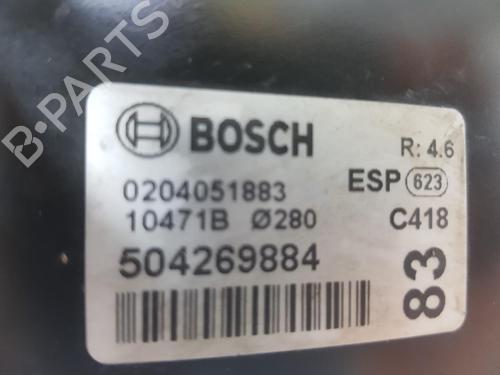 B-PARTS
BOSCH
R: 4.6
0204051883
ESP 623
10471B Ø280
C418
504269884
83